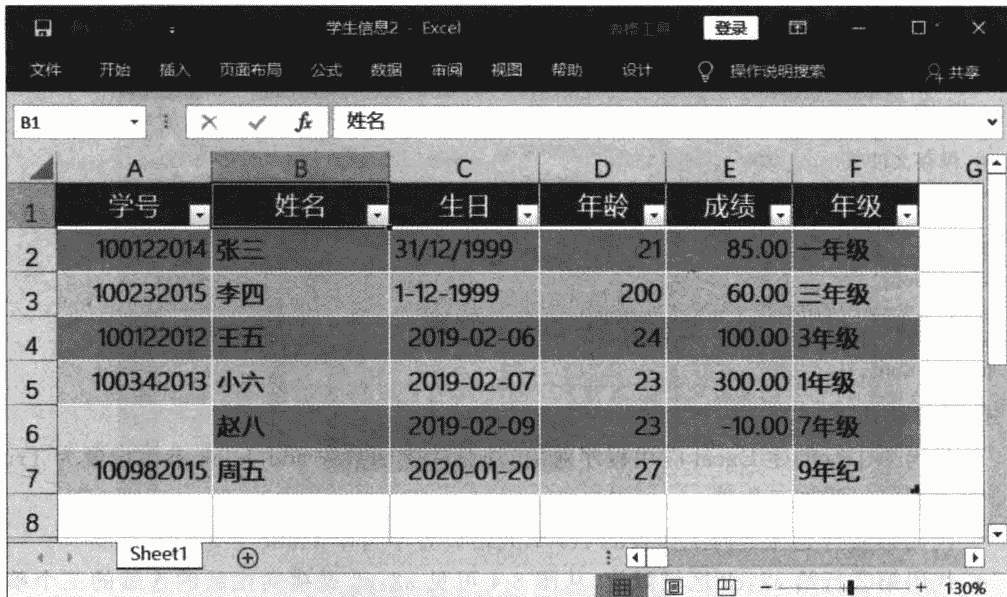 学生信息2 - Excel 表格工具 登录
文件 开始 插入 页面布局 公式 数据 审阅 视图 帮助 设计 操作说明搜索 共享
B1 fx 姓名
A B C D E F G
1 学号 姓名 生日 年龄 成绩 年级
2 100122014 张三 31/12/1999 21 85.00 一年级
3 100232015 李四 1-12-1999 200 60.00 三年级
4 100122012 王五 2019-02-06 24 100.00 3年级
5 100342013 小六 2019-02-07 23 300.00 1年级
6 赵八 2019-02-09 23 -10.00 7年级
7 100982015 周五 2020-01-20 27 9年纪
8
Sheet1
130%